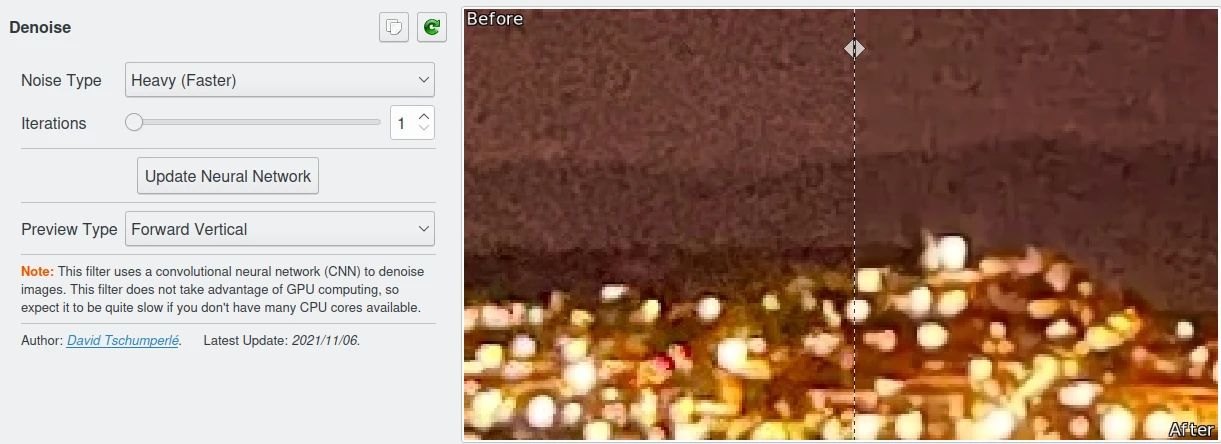 Denoise
Noise Type
Heavy (Faster)
Iterations
1
Update Neural Network
Preview Type
Forward Vertical
Note: This filter uses a convolutional neural network (CNN) to denoise
images. This filter does not take advantage of GPU computing, so
expect it to be quite slow if you don't have many CPU cores available.
Author: David Tschumperlé. Latest Update: 2021/11/06.
Before
After